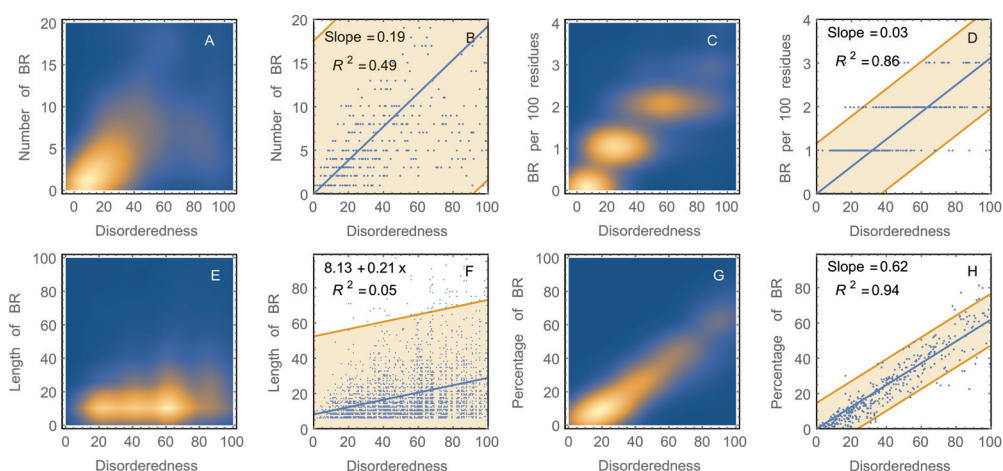 A
Number of BR
20
15
10
5
0
0 20 40 60 80 100
Disorderedness
B
Slope = 0.19
R² = 0.49
Number of BR
20
15
10
5
0
0 20 40 60 80 100
Disorderedness
C
BR per 100 residues
4
3
2
1
0
0 20 40 60 80 100
Disorderedness
D
Slope = 0.03
R² = 0.86
BR per 100 residues
4
3
2
1
0
0 20 40 60 80 100
Disorderedness
E
Length of BR
100
80
60
40
20
0
0 20 40 60 80 100
Disorderedness
F
8.13 + 0.21 x
R² = 0.05
Length of BR
100
80
60
40
20
0
0 20 40 60 80 100
Disorderedness
G
Percentage of BR
100
80
60
40
20
0
0 20 40 60 80 100
Disorderedness
H
Slope = 0.62
R² = 0.94
Percentage of BR
80
60
40
20
0
0 20 40 60 80 100
Disorderedness